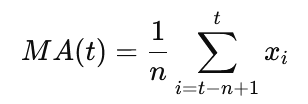 MA(t) = \frac{1}{n} \sum_{i=t-n+1}^{t} x_i